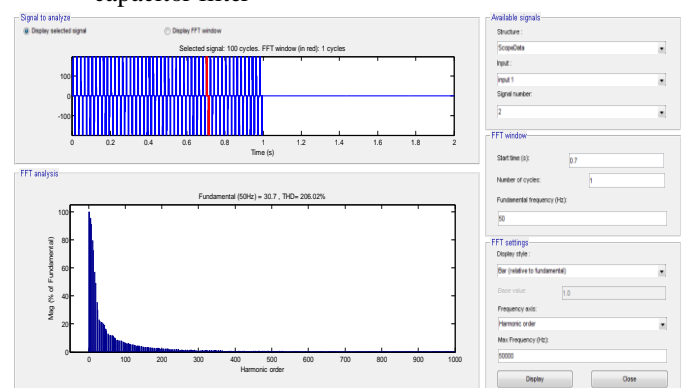 capacitor filter
Signal to analyze
Display selected signal
Display FFT window
Selected signal: 100 cycles. FFT window (in red): 1 cycles
100
0
-100
0 0.2 0.4 0.6 0.8 1 1.2 1.4 1.6 1.8 2
Time (s)
FFT analysis
Fundamental (50Hz) = 30.7 , THD= 206.02%
Mag (% of Fundamental)
100
80
60
40
20
0
0 100 200 300 400 500 600 700 800 900 1000
Harmonic order
Available signals
Structure :
ScopeData
Input :
input 1
Signal number:
2
FFT window
Start time (s): 0.7
Number of cycles: 1
Fundamental frequency (Hz):
50
FFT settings
Display style :
Bar (relative to fundamental)
Base value: 1.0
Frequency axis:
Harmonic order
Max Frequency (Hz):
50000
Display Close